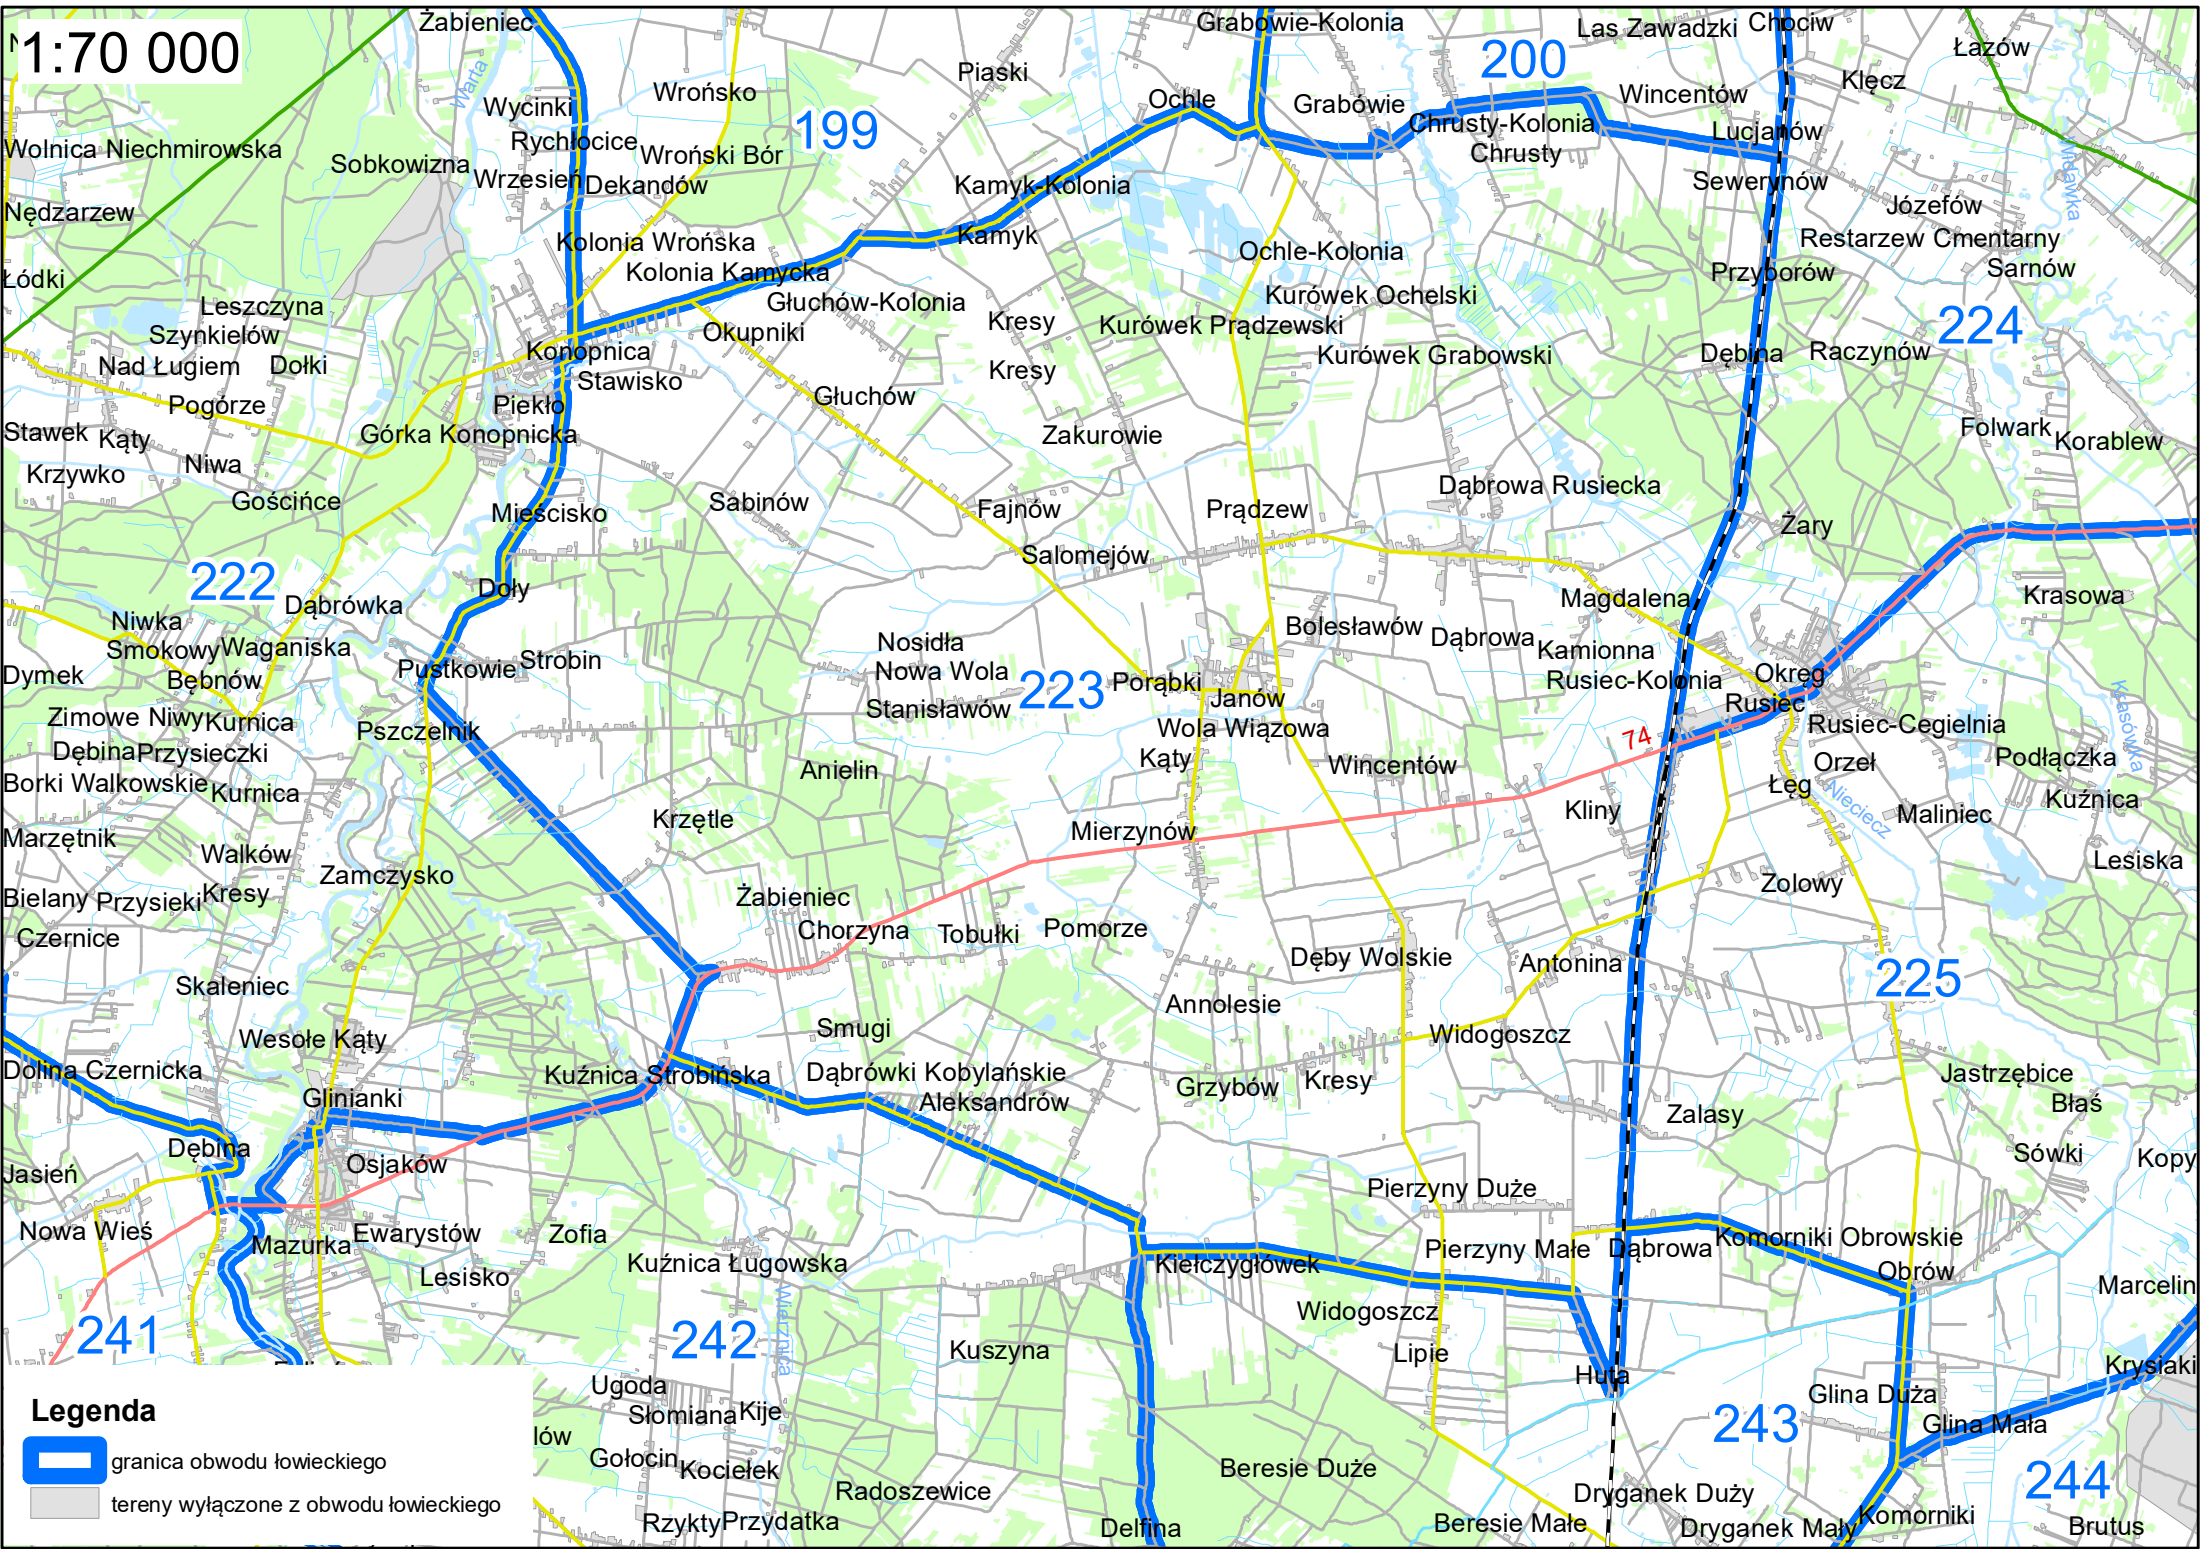 1:70 000
Żabieniec
Grabowie-Kolonia
Las Zawadzki
Chociw
Łazów
200
Warta
Piaski
Klęcz
Wrońsko
Wycinki
Ochle
Grabówie
Wincentów
199
Chrusty-Kolonia
Lucjanów
Rychłocice
Wroński Bór
Wolnica Niechmirowska
Chrusty
Sobkowizna
Wrzesień
Dekandów
Kamyk-Kolonia
Sewerynów
Widawka
Nędzarzew
Józefów
Kolonia Wrońska
Kamyk
Ochle-Kolonia
Restarzew Cmentarny
Łódki
Kolonia Kamycka
Przyborów
Sarnów
Leszczyna
Głuchów-Kolonia
Kurówek Ochelski
Szynkielów
Okupniki
Kresy
Kurówek Prądzewski
224
Nad Ługiem
Dołki
Konopnica
Kurówek Grabowski
Dębina
Raczynów
Stawisko
Kresy
Pogórze
Piekło
Głuchów
Stawek
Kąty
Górka Konopnicka
Zakurowie
Folwark
Korablew
Krzywko
Niwa
Gościńce
Mieścisko
Sabinów
Fajnów
Prądzew
Dąbrowa Rusiecka
Żary
Salomejów
222
Doły
Dąbrówka
Magdalena
Krasowa
Niwka
Smokowy
Waganiska
Nosidła
Bolesławów
Dąbrowa
Kamionna
Dymek
Bębnów
Pustkowie
Strobin
Nowa Wola
223
Porąbki
Janów
Rusiec-Kolonia
Okręg
Zimowe Niwy
Kurnica
Stanisławów
Rusiec
Pszczelnik
Wola Wiązowa
74
Rusiec-Cegielnia
Krasówka
Dębina
Przysieczki
Kąty
Wincentów
Orzeł
Podłączka
Borki Walkowskie
Kurnica
Anielin
Łęg
Kuźnica
Marzętnik
Krzętle
Mierzynów
Kliny
Nieciecz
Maliniec
Walków
Zamczysko
Lesiska
Bielany
Przysieki
Kresy
Żabieniec
Zolowy
Czernice
Chorzyna
Tobułki
Pomorze
Dęby Wolskie
Antonina
225
Skaleniec
Annolesie
Wesołe Kąty
Smugi
Widogoszcz
Dolina Czernicka
Kuźnica Strobińska
Dąbrówki Kobylańskie
Grzybów
Kresy
Jastrzębice
Glinianki
Aleksandrów
Zalasy
Błaś
Dębina
Osjaków
Sówki
Kopy
Jasień
Pierzyny Duże
Nowa Wieś
Mazurka
Ewarystów
Zofia
Pierzyny Małe
Dąbrowa
Komorniki Obrowskie
Lesisko
Kuźnica Ługowska
Kiełczygłówek
Obrów
Marcelin
241
242
Wierznica
Widogoszcz
Kuszyna
Lipie
Huta
Krysiaki
Legenda
granica obwodu łowieckiego
tereny wyłączone z obwodu łowieckiego
Ugoda
Słomiana
Kije
Glina Duża
243
Glina Mała
lów
Gołocin
Kociełek
Beresie Duże
244
Radoszewice
Dryganek Duży
Rzykty
Przydatka
Delfina
Beresie Małe
Dryganek Mały
Komorniki
Brutus